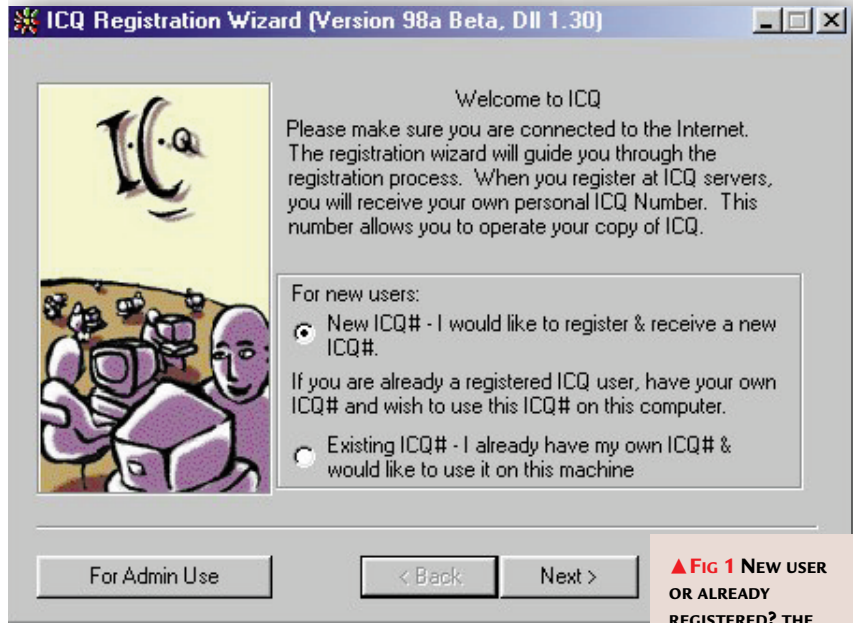 ICQ Registration Wizard (Version 98a Beta, Dll 1.30)
I·C·Q
Welcome to ICQ
Please make sure you are connected to the Internet.
The registration wizard will guide you through the
registration process. When you register at ICQ servers,
you will receive your own personal ICQ Number. This
number allows you to operate your copy of ICQ.
For new users:
New ICQ# - I would like to register & receive a new
ICQ#.
If you are already a registered ICQ user, have your own
ICQ# and wish to use this ICQ# on this computer.
Existing ICQ# - I already have my own ICQ# &
would like to use it on this machine
For Admin Use
< Back
Next >
▲FIG 1 NEW USER
OR ALREADY
REGISTERED? THE